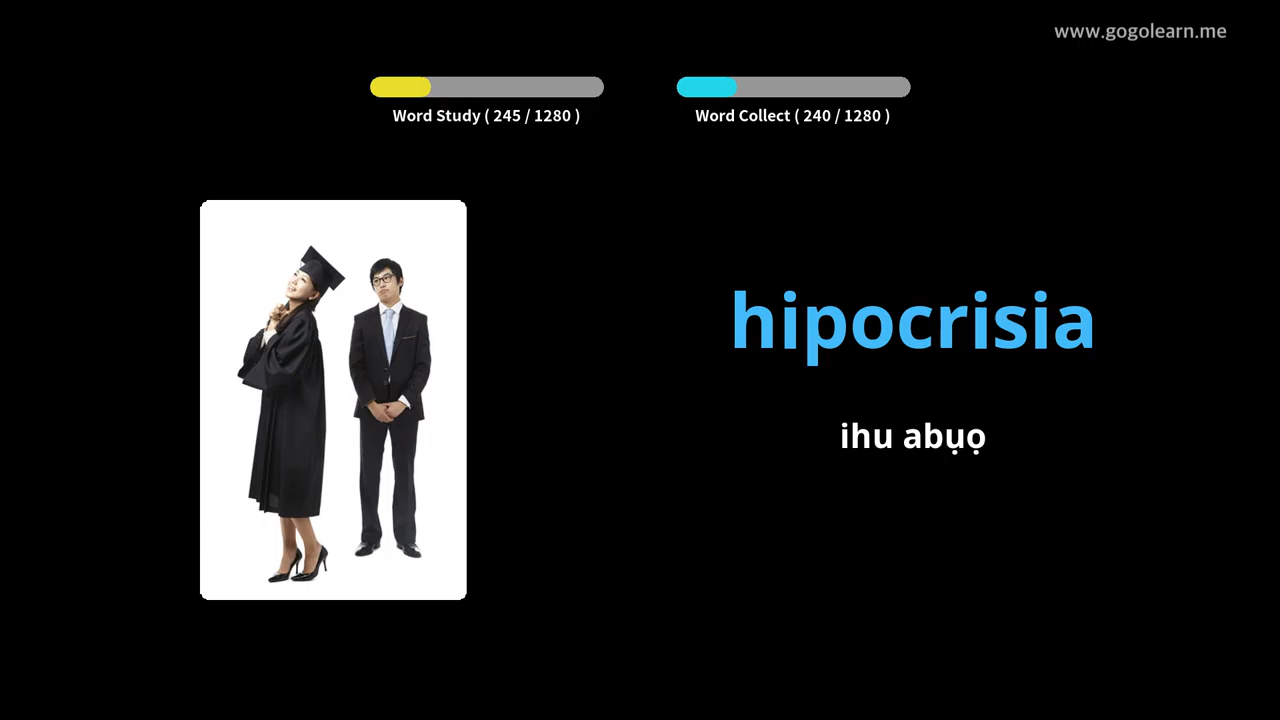 www.gogolearn.me
Word Study ( 245 / 1280 )
Word Collect ( 240 / 1280 )
hipocrisia
ihu abụọ